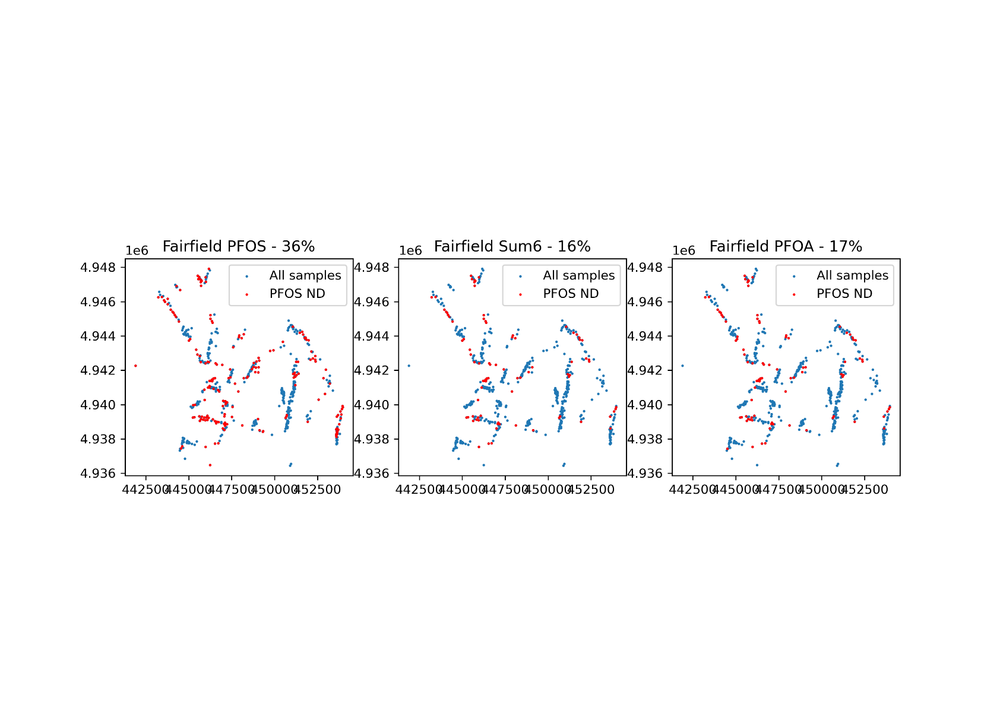 Fairfield PFOS - 36%
1e6
All samples
PFOS ND
4.948
4.946
4.944
4.942
4.940
4.938
4.936
442500 445000 447500 450000 452500
Fairfield Sum6 - 16%
1e6
All samples
PFOS ND
4.948
4.946
4.944
4.942
4.940
4.938
4.936
442500 445000 447500 450000 452500
Fairfield PFOA - 17%
1e6
All samples
PFOS ND
4.948
4.946
4.944
4.942
4.940
4.938
4.936
442500 445000 447500 450000 452500